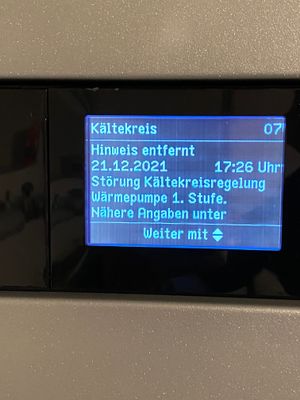 Kältekreis 07
Hinweis entfernt
21.12.2021 17:26 Uhr
Störung Kältekreisregelung
Wärmepumpe 1. Stufe.
Nähere Angaben unter
Weiter mit